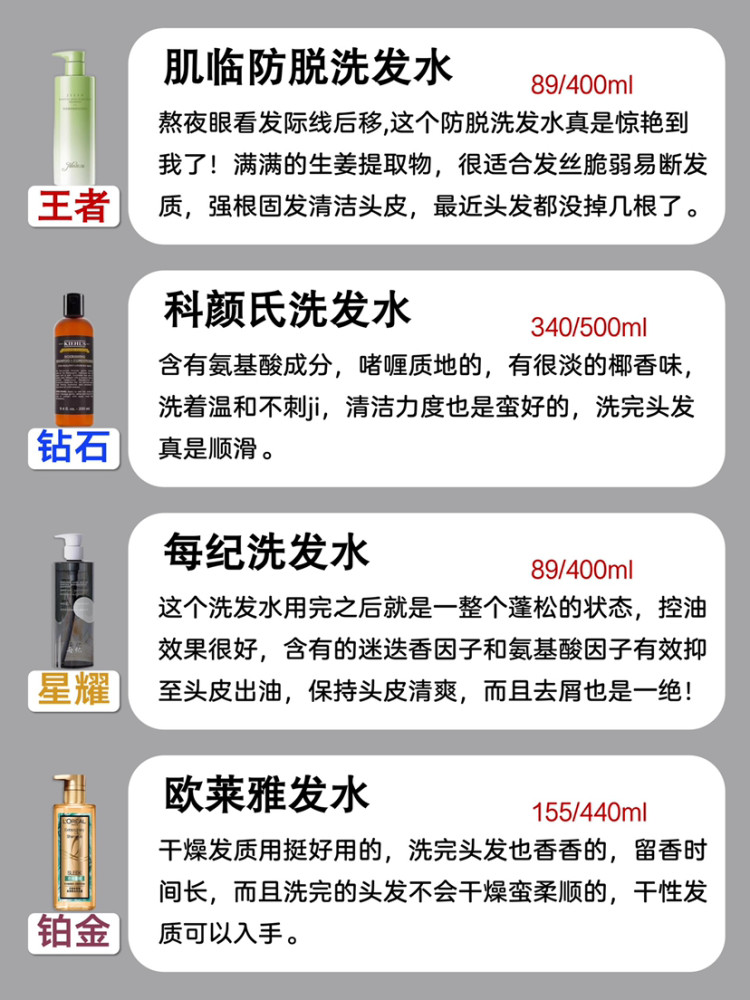 肌临防脱洗发水
89/400ml
熬夜眼看发际线后移,这个防脱洗发水真是惊艳到
我了！满满的生姜提取物，很适合发丝脆弱易断发
质，强根固发清洁头皮，最近头发都没掉几根了。
王者
科颜氏洗发水
340/500ml
含有氨基酸成分，啫喱质地的，有很淡的椰香味，
洗着温和不刺ji，清洁力度也是蛮好的，洗完头发
真是顺滑。
KIEHL'S
钻石
每纪洗发水
89/400ml
这个洗发水用完之后就是一整个蓬松的状态，控油
效果很好，含有的迷迭香因子和氨基酸因子有效抑
至头皮出油，保持头皮清爽，而且去屑也是一绝！
星耀
欧莱雅发水
155/440ml
干燥发质用挺好用的，洗完头发也香香的，留香时
间长，而且洗完的头发不会干燥蛮柔顺的，干性发
质可以入手。
L'OREAL
铂金